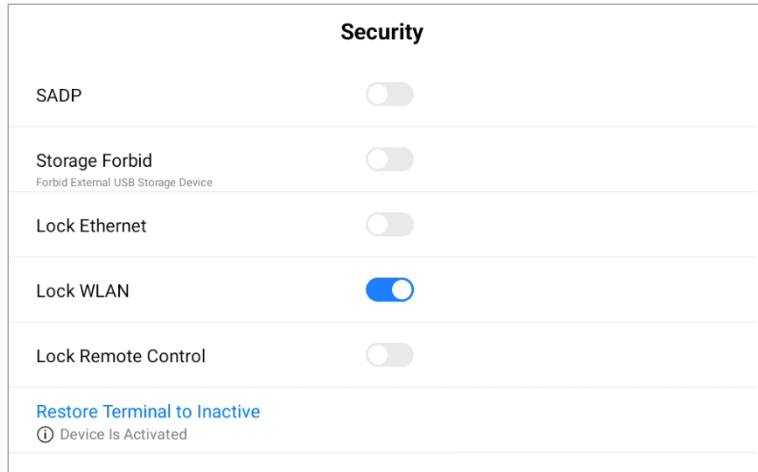 Security
SADP
Storage Forbid
Forbid External USB Storage Device
Lock Ethernet
Lock WLAN
Lock Remote Control
Restore Terminal to Inactive
Device Is Activated